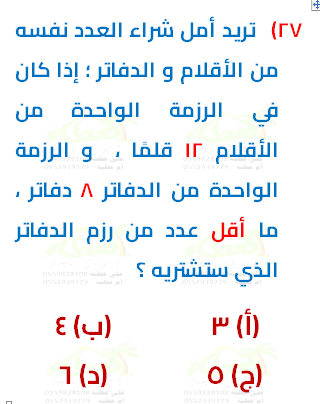 ٢٧) تريد أمل شراء العدد نفسه
من الأقلام و الدفاتر ؛ إذا كان
في الرزمة الواحدة من
الأقلام ١٢ قلمًا ، و الرزمة
الواحدة من الدفاتر ٨ دفاتر ،
ما أقل عدد من رزم الدفاتر
الذي ستشتريه ؟
(أ) ٣ (ب) ٤
(ج) ٥ (د) ٦